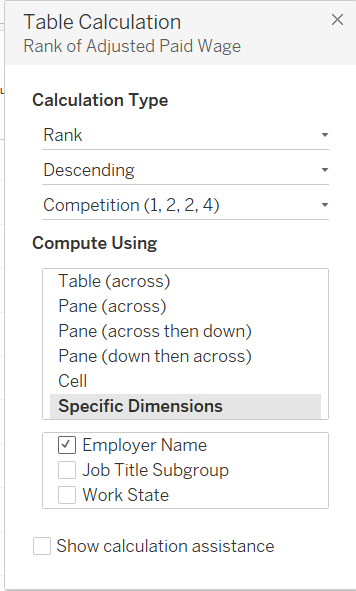 Table Calculation
Rank of Adjusted Paid Wage
Calculation Type
Rank
Descending
Competition (1, 2, 2, 4)
Compute Using
Table (across)
Pane (across)
Pane (across then down)
Pane (down then across)
Cell
Specific Dimensions
Employer Name
Job Title Subgroup
Work State
Show calculation assistance